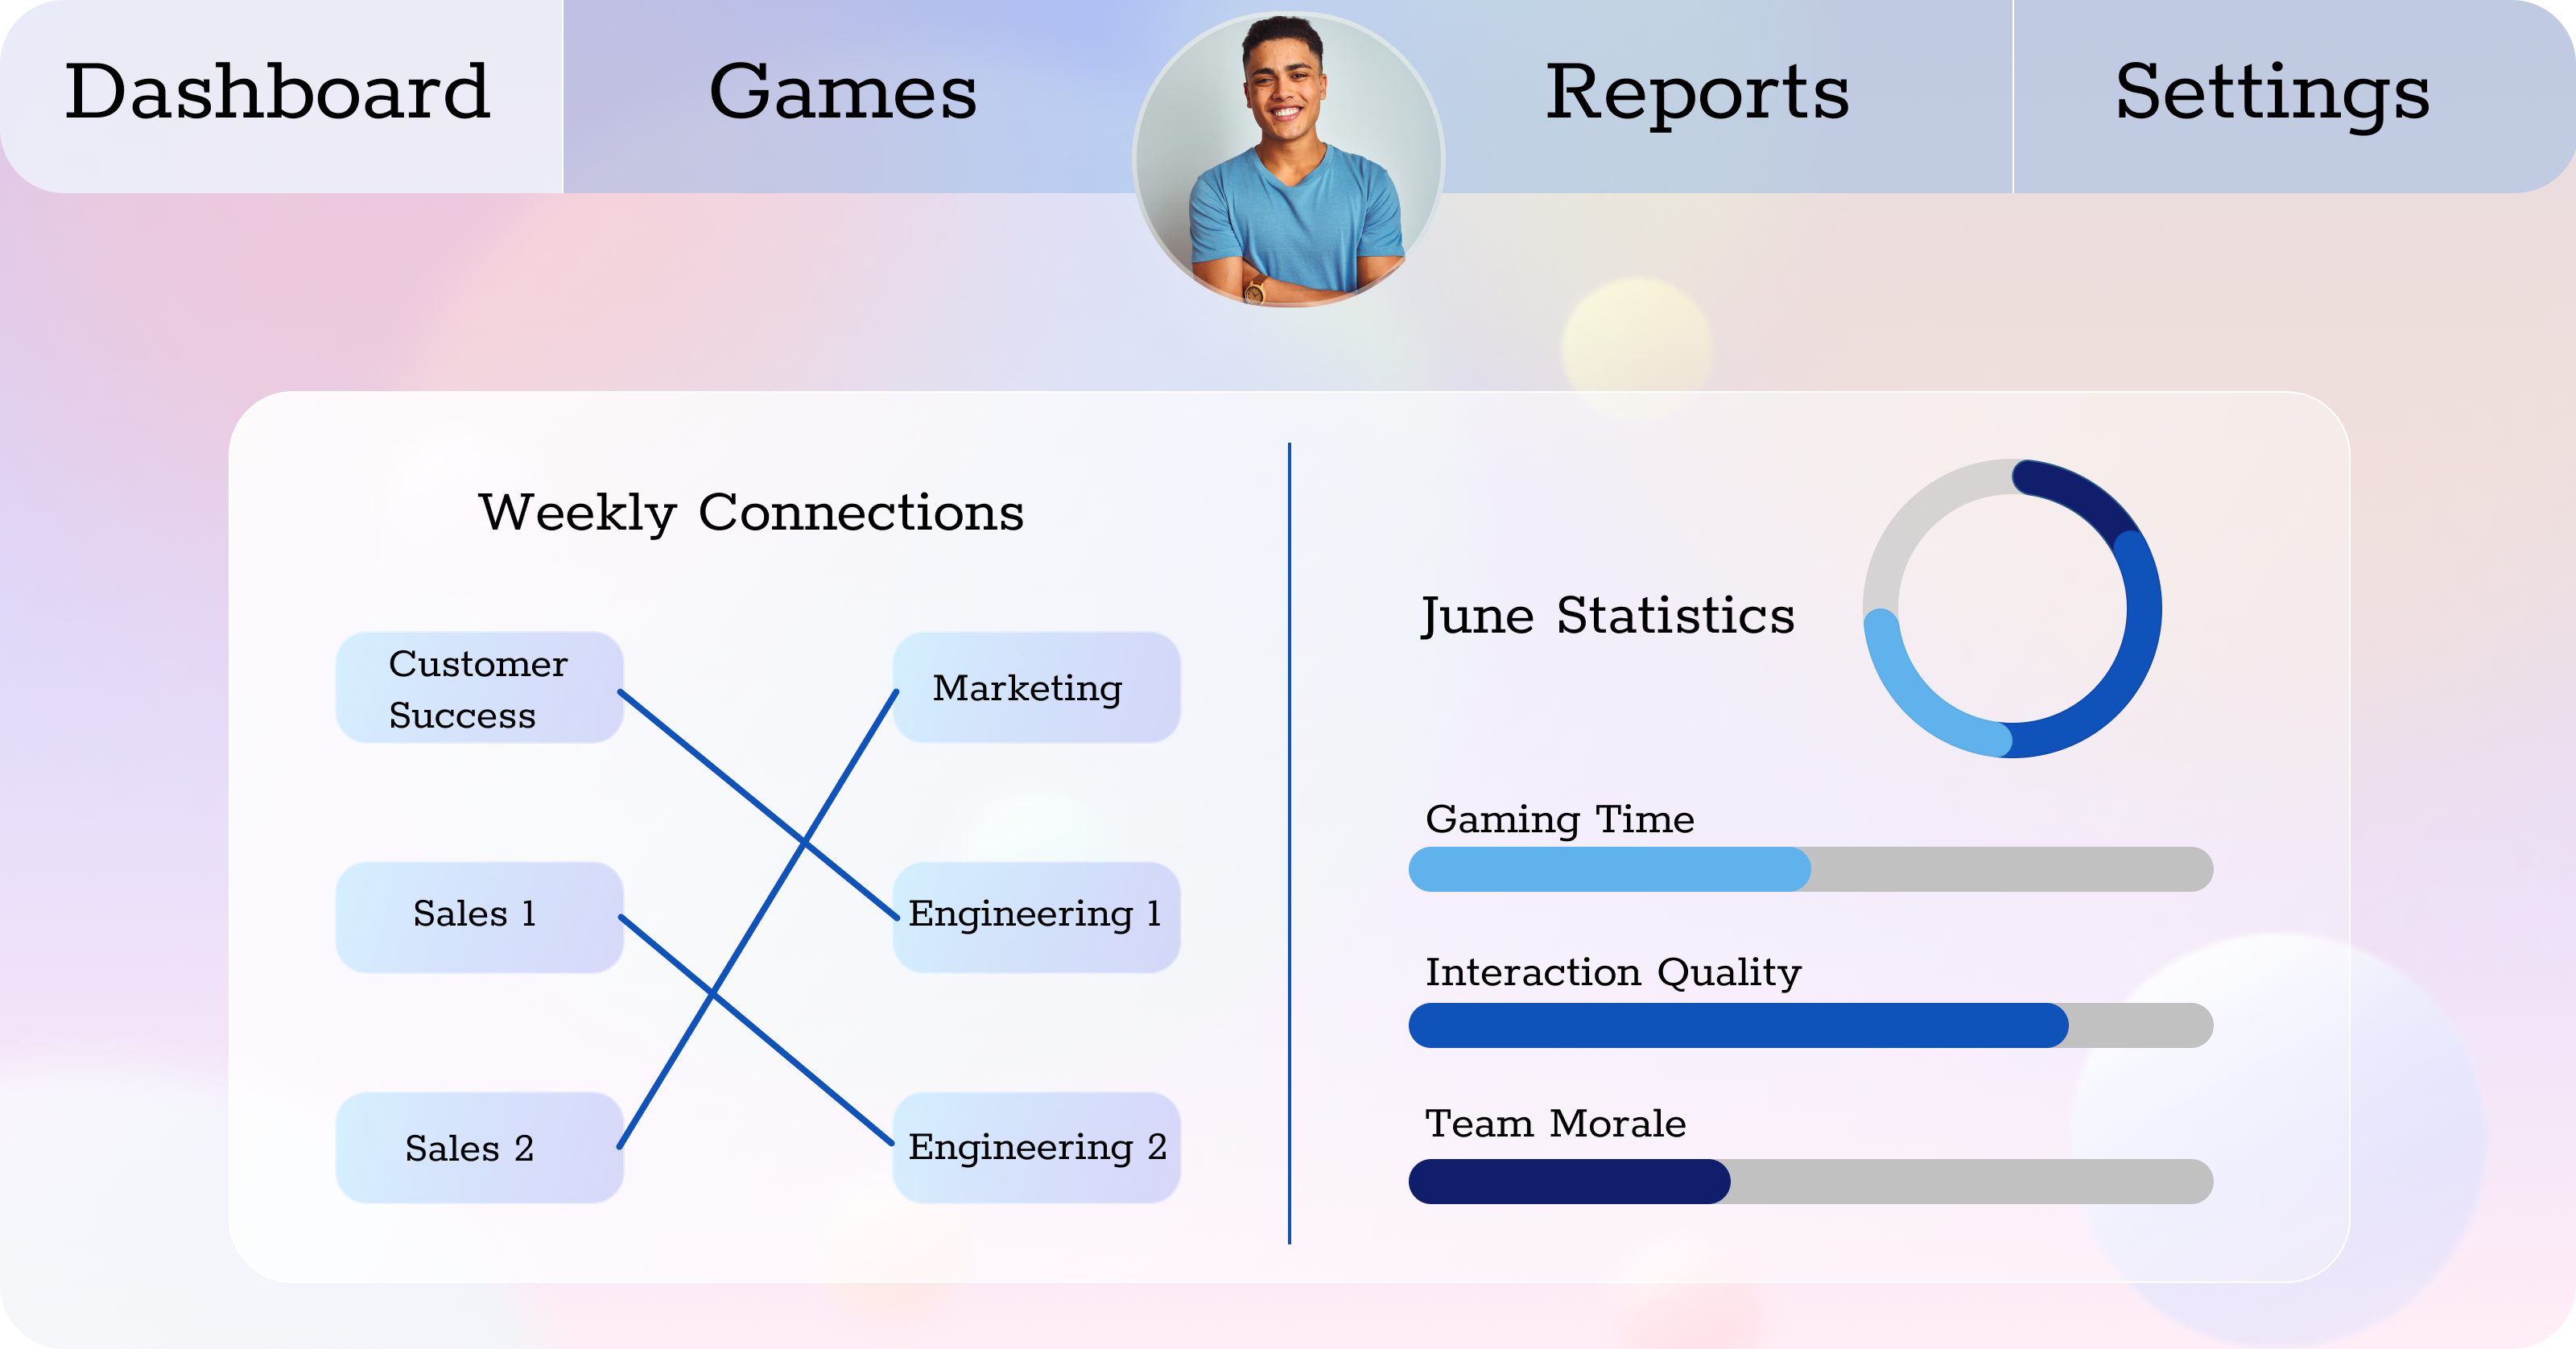 Dashboard
Games
Reports
Settings
Weekly Connections
Customer
Success
Marketing
Sales 1
Engineering 1
Sales 2
Engineering 2
June Statistics
Gaming Time
Interaction Quality
Team Morale